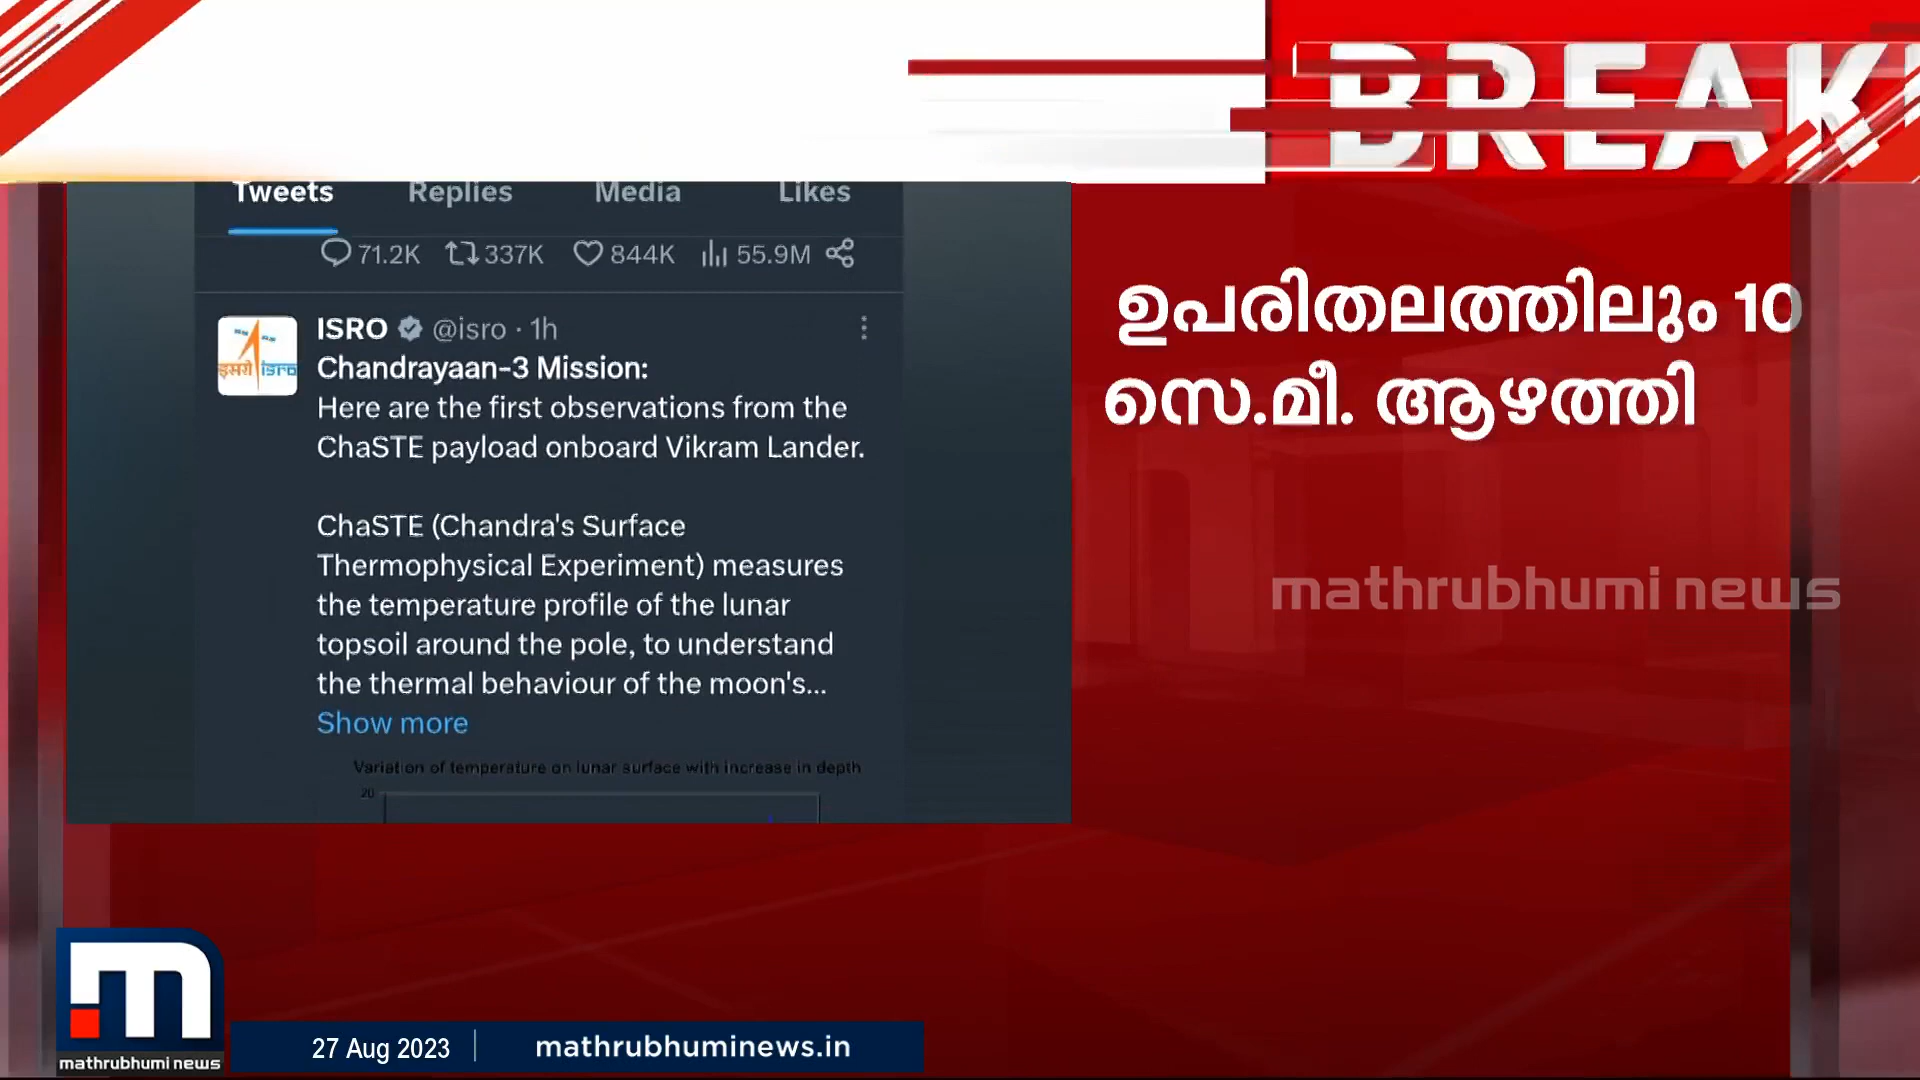 BREAK
Tweets Replies Media Likes
71.2K 337K 844K 55.9M
ISRO @isro · 1h
Chandrayaan-3 Mission:
Here are the first observations from the
ChaSTE payload onboard Vikram Lander.
ChaSTE (Chandra's Surface
Thermophysical Experiment) measures
the temperature profile of the lunar
topsoil around the pole, to understand
the thermal behaviour of the moon's...
Show more
Variation of temperature on lunar surface with increase in depth
20
इसरो isro
ഉപരിതലത്തിലും 10
സെ.മീ. ആഴത്തി
mathrubhumi news
mathrubhumi news
27 Aug 2023
mathrubhuminews.in